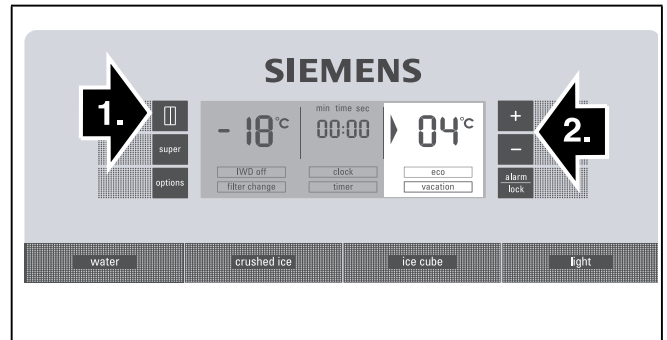 SIEMENS
1.
2.
min time sec
- 18°C
00:00
04°C
+
super
−
options
IWD off
clock
eco
alarm
filter change
timer
vacation
lock
water
crushed ice
ice cube
light